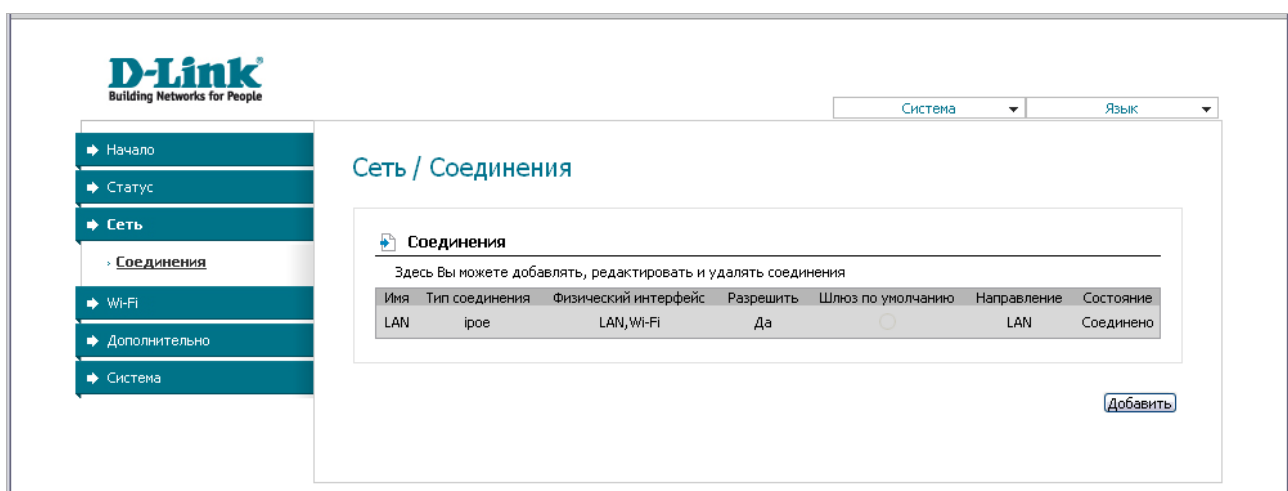 D-Link®
Building Networks for People
Система Язык
Начало
Статус
Сеть
Соединения
Wi-Fi
Дополнительно
Система
Сеть / Соединения
Соединения
Здесь Вы можете добавлять, редактировать и удалять соединения
Имя Тип соединения Физический интерфейс Разрешить Шлюз по умолчанию Направление Состояние
LAN ipoe LAN,Wi-Fi Да LAN Соединено
Добавить